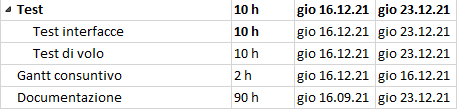 Test 10 h gio 16.12.21 gio 23.12.21
Test interfacce 10 h gio 16.12.21 gio 23.12.21
Test di volo 10 h gio 16.12.21 gio 23.12.21
Gantt consuntivo 2 h gio 16.12.21 gio 16.12.21
Documentazione 90 h gio 16.09.21 gio 23.12.21